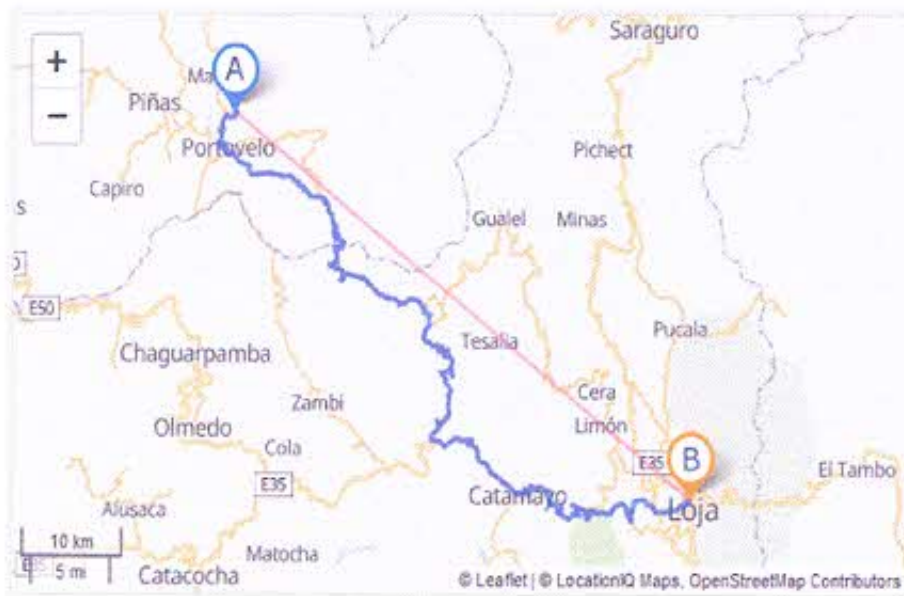 Saraguro
+
A
Piñas
−
Portovelo
Pichect
Capiro
s
Gualel
Minas
E50
Pucala
Tesalia
Chaguarpamba
Cera
Zambi
Limón
Olmedo
Cola
E35
B
El Tambo
E35
Catamayo
Loja
Alusaca
10 km
Matocha
5 mi
Catacocha
© Leaflet | © LocationIQ Maps, OpenStreetMap Contributors